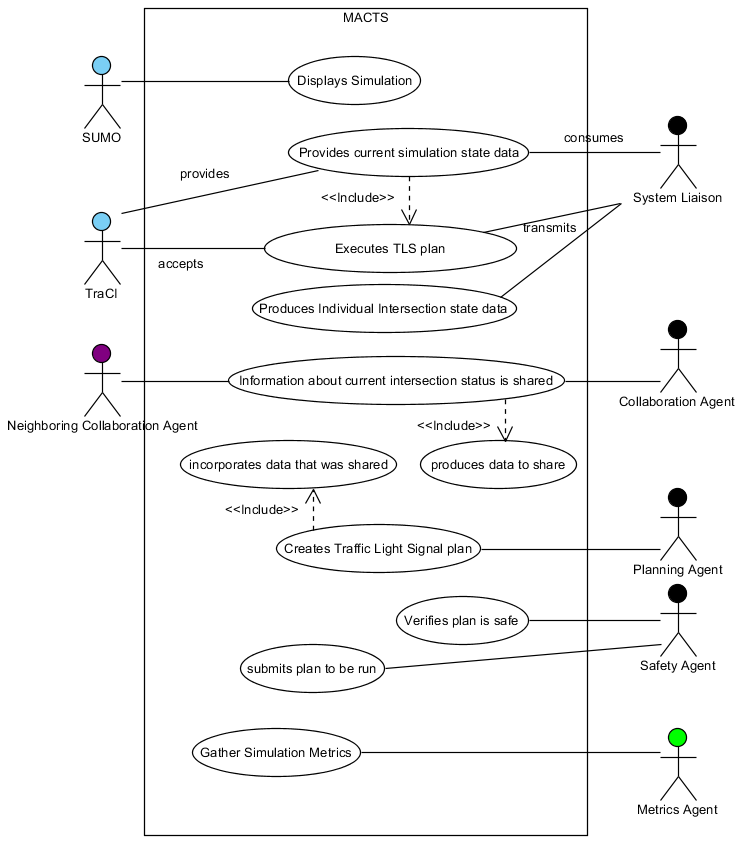 MACTS
Displays Simulation
SUMO
consumes
Provides current simulation state data
provides
<<Include>>
System Liaison
transmits
Executes TLS plan
accepts
TraCI
Produces Individual Intersection state data
Information about current intersection status is shared
Collaboration Agent
Neighboring Collaboration Agent
<<Include>>
incorporates data that was shared
produces data to share
<<Include>>
Creates Traffic Light Signal plan
Planning Agent
Verifies plan is safe
submits plan to be run
Safety Agent
Gather Simulation Metrics
Metrics Agent